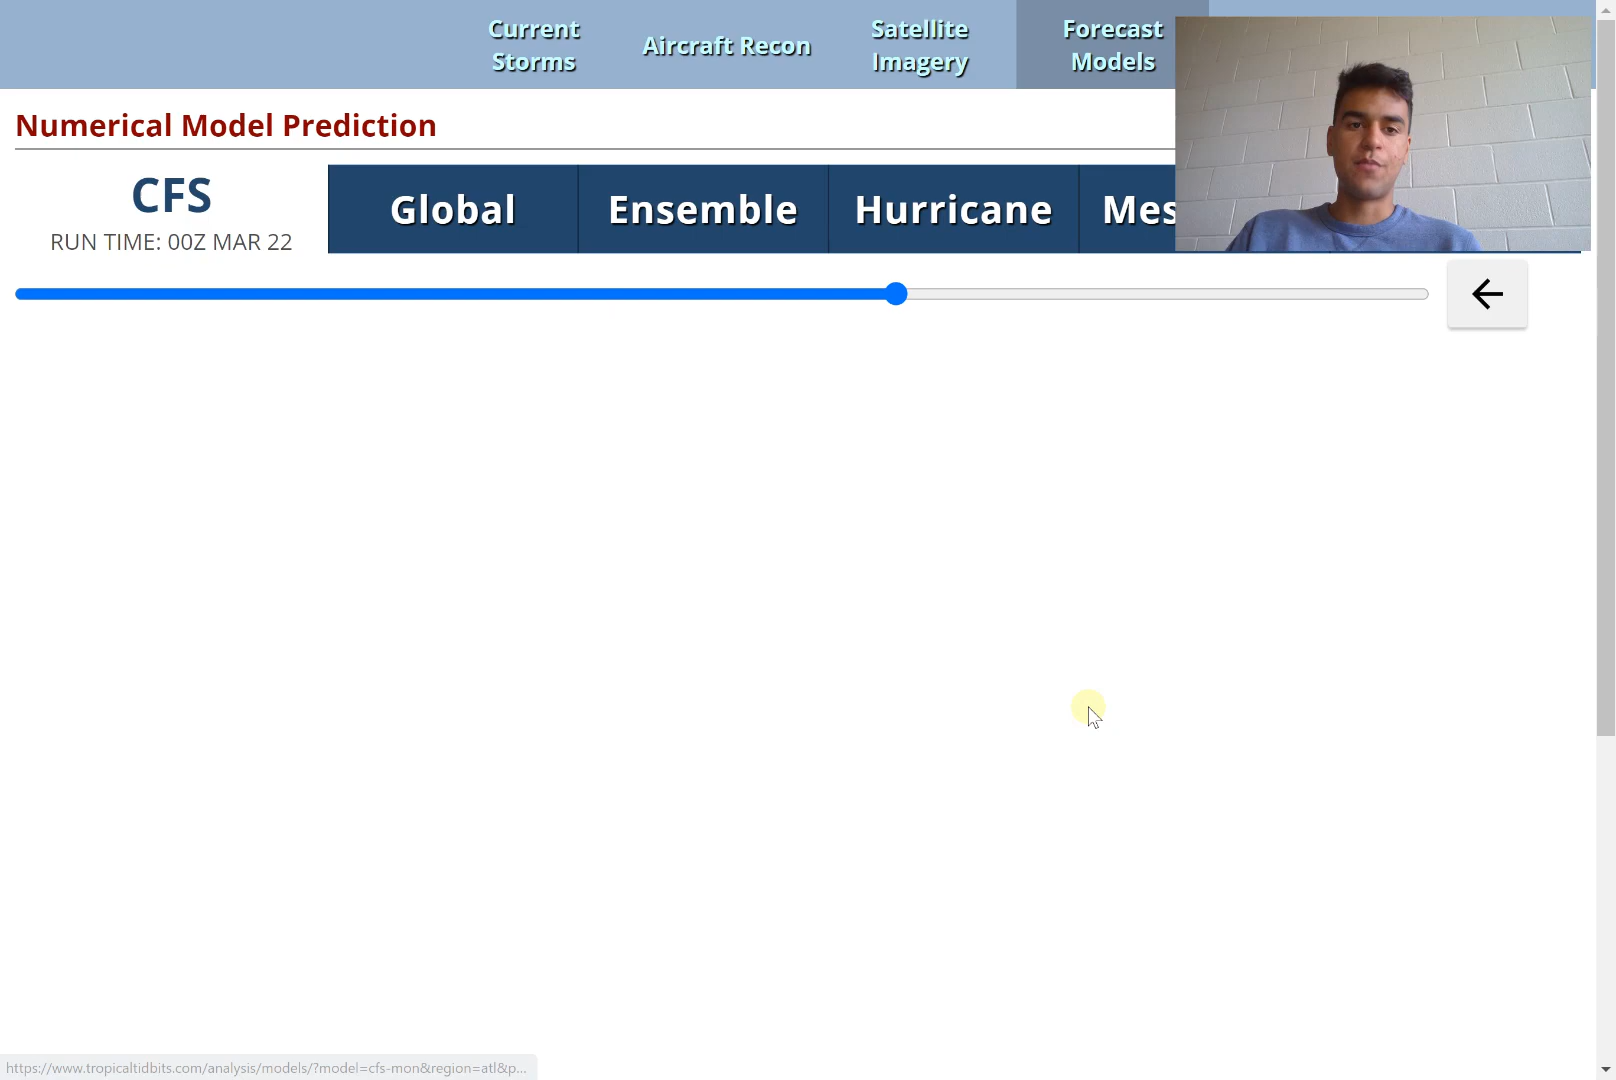 Current
Storms
Aircraft Recon
Satellite
Imagery
Forecast
Models
Numerical Model Prediction
CFS
RUN TIME: 00Z MAR 22
Global
Ensemble
Hurricane
Mes
https://www.tropicaltidbits.com/analysis/models/?model=cfs-mon&region=atl&p...